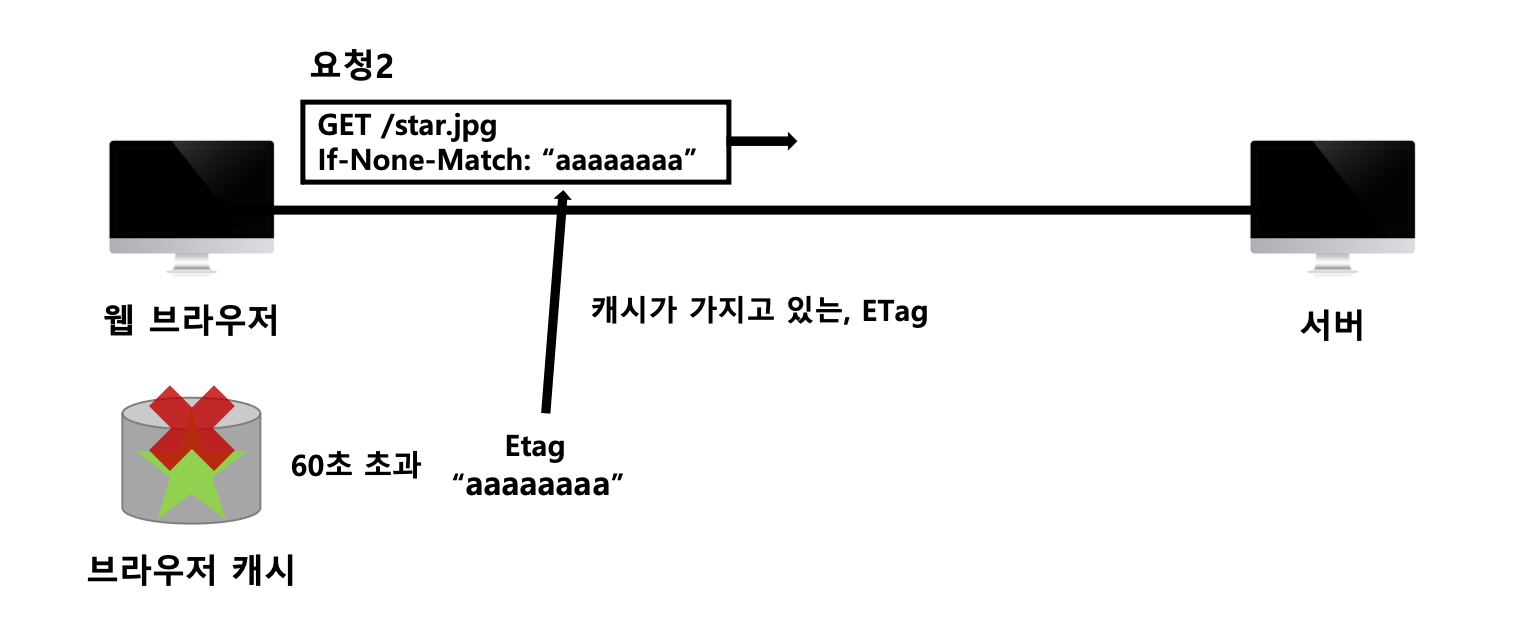 요청2
GET /star.jpg
If-None-Match: “aaaaaaaa”
웹 브라우저
캐시가 가지고 있는, ETag
서버
60초 초과
Etag
“aaaaaaaa”
브라우저 캐시